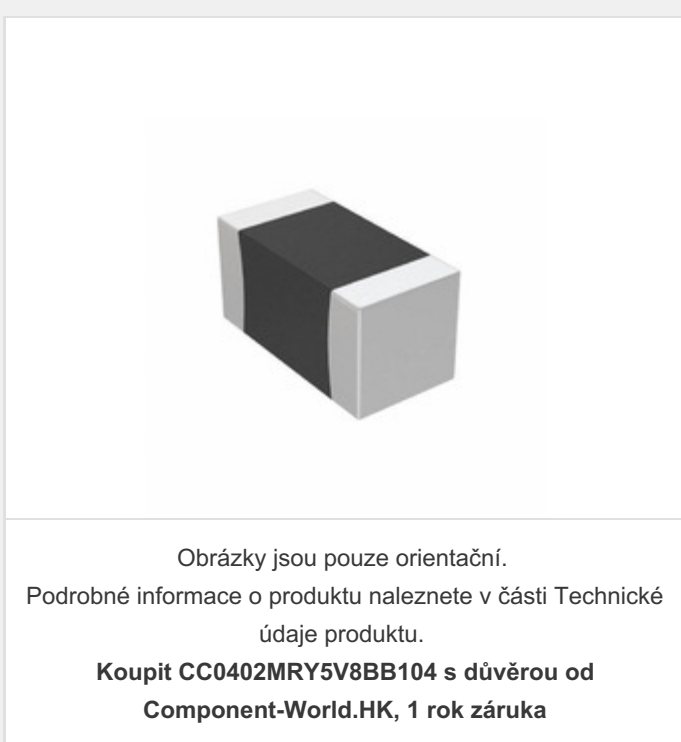 Obrázky jsou pouze orientační.
Podrobné informace o produktu naleznete v části Technické
údaje produktu.
Koupit CC0402MRY5V8BB104 s důvěrou od
Component-World.HK, 1 rok záruka